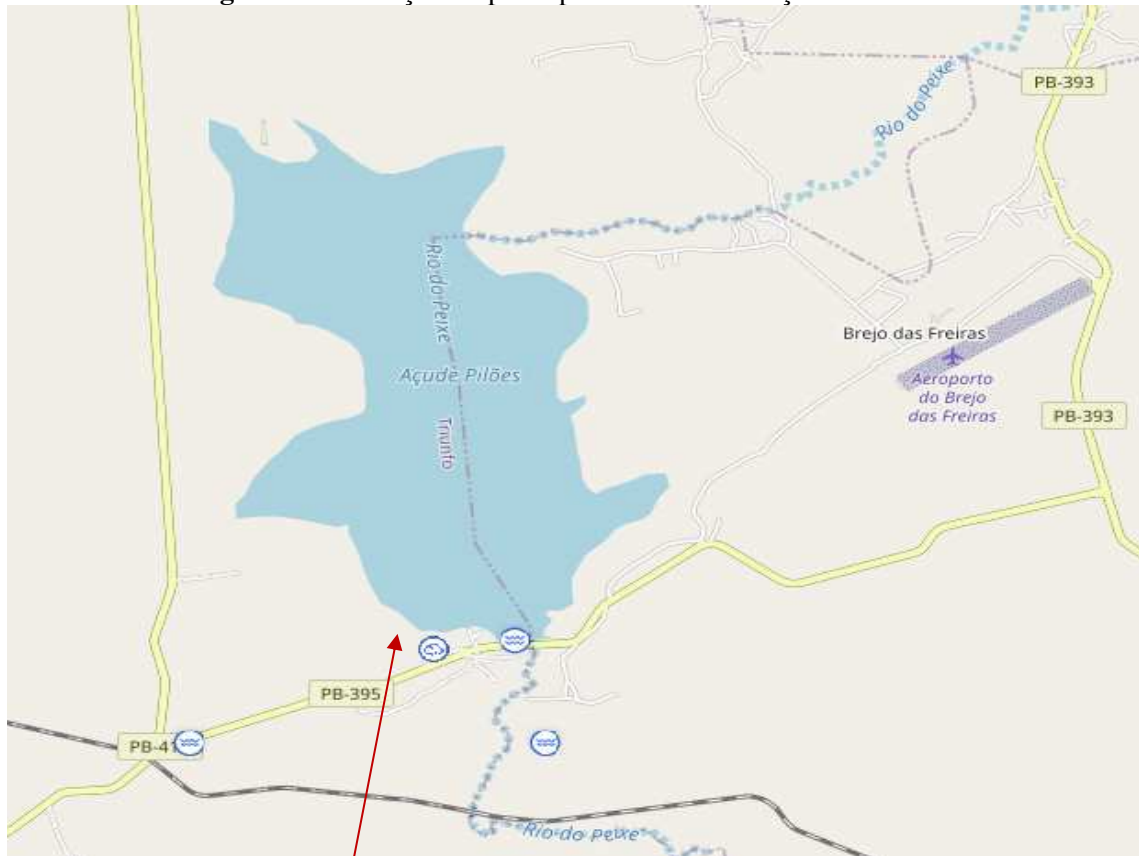 PB-393
Rio do Peixe
Rio do Peixe
Brejo das Freiras
Açude Pilões
Aeroporto
do Brejo
das Freiras
PB-393
Triunfo
PB-395
PB-41
Rio do Peixe